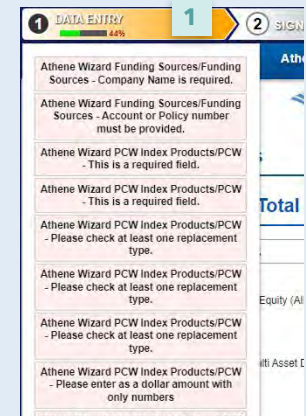 1 DATA ENTRY
44%
1
2 SIGN
Athe
Athene Wizard Funding Sources/Funding
Sources - Company Name is required.
Athene Wizard Funding Sources/Funding
Sources - Account or Policy number
must be provided.
Athene Wizard PCW Index Products/PCW
- This is a required field.
Athene Wizard PCW Index Products/PCW
- This is a required field.
Total
Athene Wizard PCW Index Products/PCW
- Please check at least one replacement
type.
Athene Wizard PCW Index Products/PCW
- Please check at least one replacement
type.
Equity (Al
Athene Wizard PCW Index Products/PCW
- Please check at least one replacement
type.
lti Asset D
Athene Wizard PCW Index Products/PCW
- Please enter as a dollar amount with
only numbers